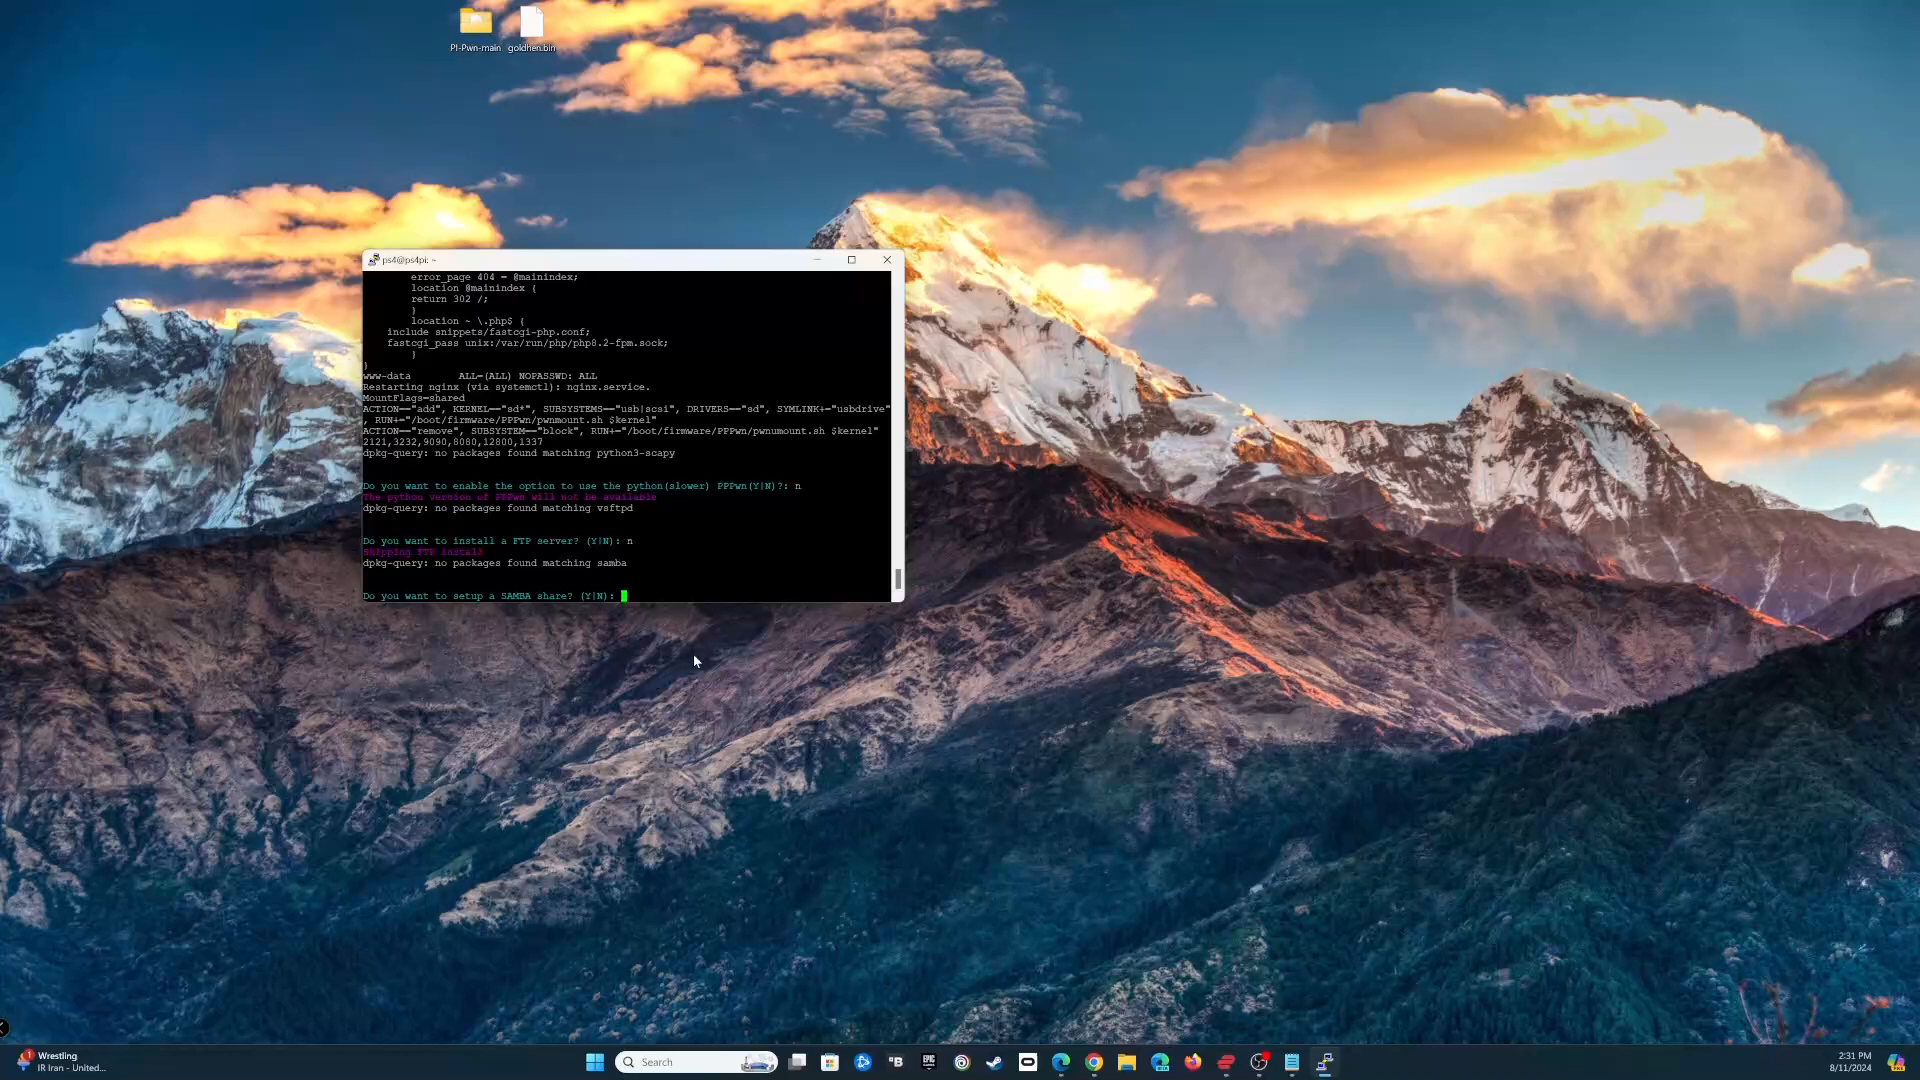 PI-Pwn-main
goldhen.bin
ps4@ps4pi: ~
error_page 404 = @mainindex;
location @mainindex {
return 302 /;
}
location ~ \.php$ {
include snippets/fastcgi-php.conf;
fastcgi_pass unix:/var/run/php/php8.2-fpm.sock;
}
}
www-data        ALL=(ALL) NOPASSWD: ALL
Restarting nginx (via systemctl): nginx.service.
MountFlags=shared
ACTION=="add", KERNEL=="sd*", SUBSYSTEMS=="usb|scsi", DRIVERS=="sd", SYMLINK+="usbdrive"
, RUN+="/boot/firmware/PPPwn/pwnmount.sh $kernel"
ACTION=="remove", SUBSYSTEM=="block", RUN+="/boot/firmware/PPPwn/pwnumount.sh $kernel"
2121,3232,9090,8080,12800,1337
dpkg-query: no packages found matching python3-scapy
Do you want to enable the option to use the python(slower) PPPwn(Y|N)?: n
The python version of PPPwn will not be available
dpkg-query: no packages found matching vsftpd
Do you want to install a FTP server? (Y|N): n
Skipping FTP install
dpkg-query: no packages found matching samba
Do you want to setup a SAMBA share? (Y|N):
1
Wrestling
IR Iran - United...
Search
B
EPIC GAMES
2:31 PM
8/11/2024
PRE